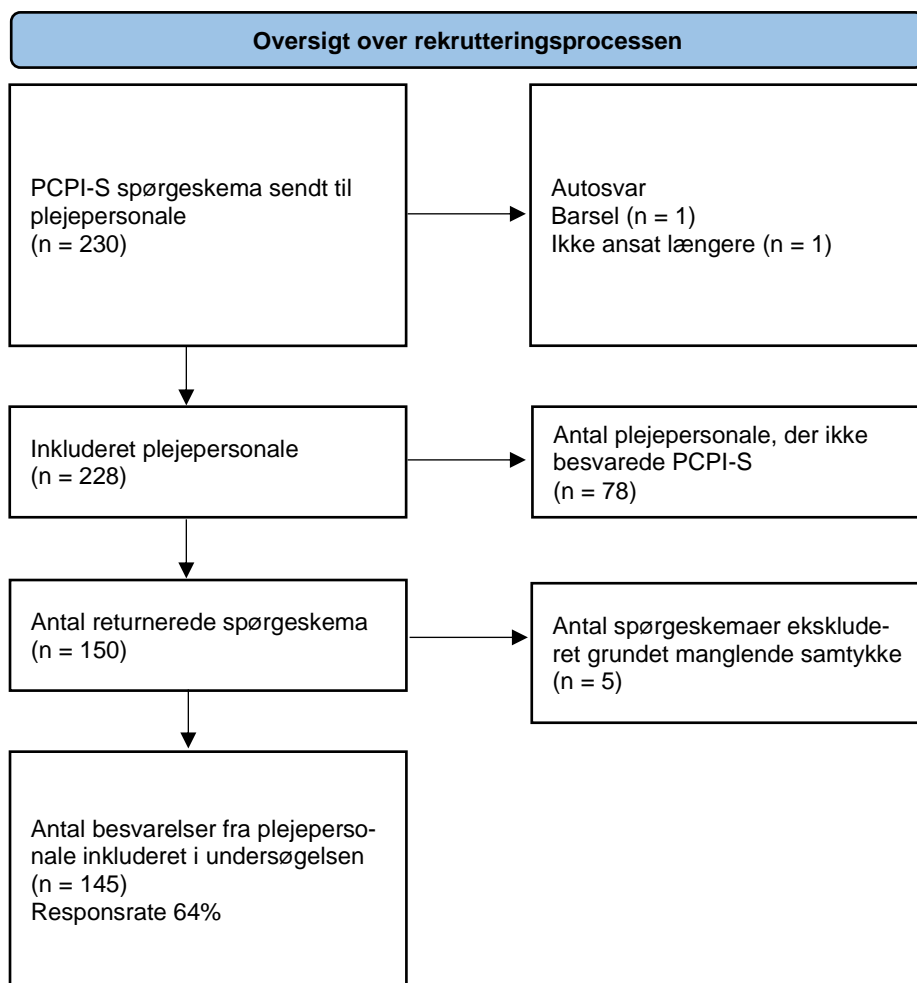 Oversigt over rekrutteringsprocessen
PCPI-S spørgeskema sendt til
plejepersonale
(n = 230)
Autosvar
Barsel (n = 1)
Ikke ansat længere (n = 1)
Inkluderet plejepersonale
(n = 228)
Antal plejepersonale, der ikke
besvarede PCPI-S
(n = 78)
Antal returnerede spørgeskema
(n = 150)
Antal spørgeskemaer eksklude-
ret grundet manglende samtykke
(n = 5)
Antal besvarelser fra plejeperso-
nale inkluderet i undersøgelsen
(n = 145)
Responsrate 64%